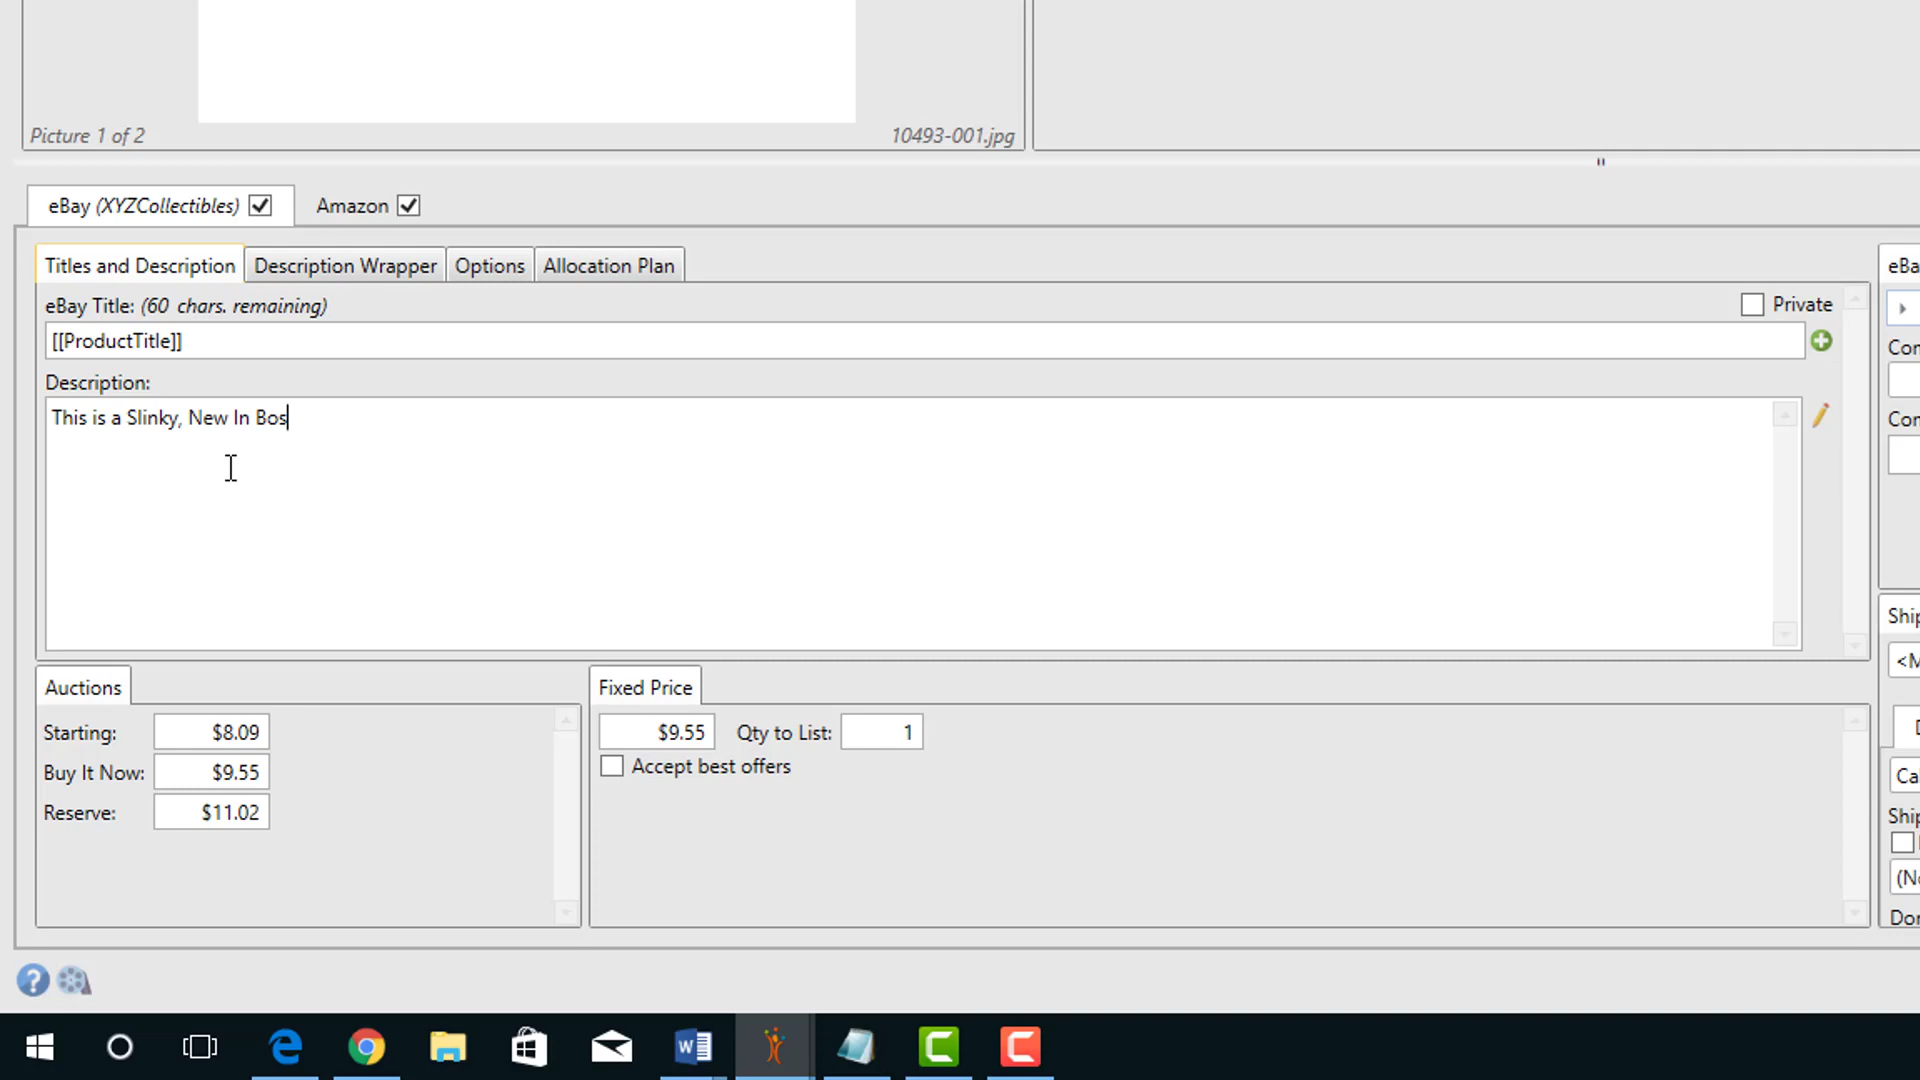 Picture 1 of 2
10493-001.jpg
eBay (XYZCollectibles)
Amazon
Titles and Description
Description Wrapper
Options
Allocation Plan
eBay Title: (60 chars. remaining)
Private
[[ProductTitle]]
Description:
This is a Slinky, New In Bos
Auctions
Starting: $8.09
Buy It Now: $9.55
Reserve: $11.02
Fixed Price
$9.55 Qty to List: 1
Accept best offers